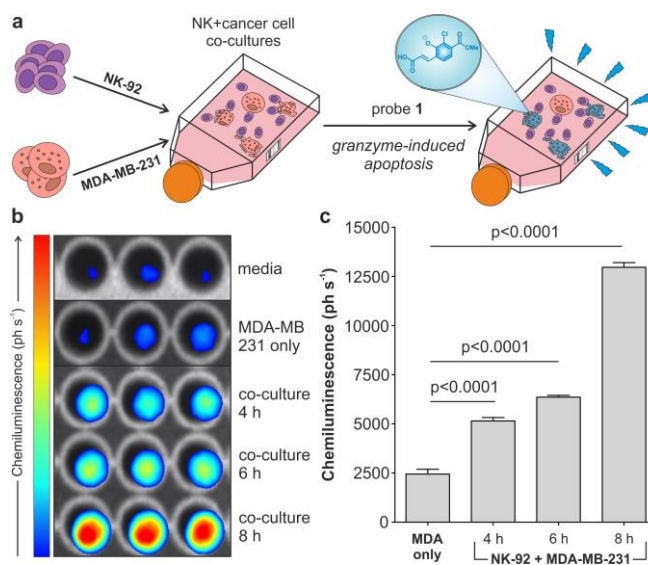 a
NK+cancer cell
co-cultures
NK-92
MDA-MB-231
probe 1
granzyme-induced
apoptosis
Cl
O
⊖
OMe
O
HO
O
b
Chemiluminescence (ph s⁻¹)
media
MDA-MB
231 only
co-culture
4 h
co-culture
6 h
co-culture
8 h
c
Chemiluminescence (ph s⁻¹)
15000
12500
10000
7500
5000
2500
0
p<0.0001
p<0.0001
p<0.0001
MDA
only
4 h
6 h
8 h
NK-92 + MDA-MB-231